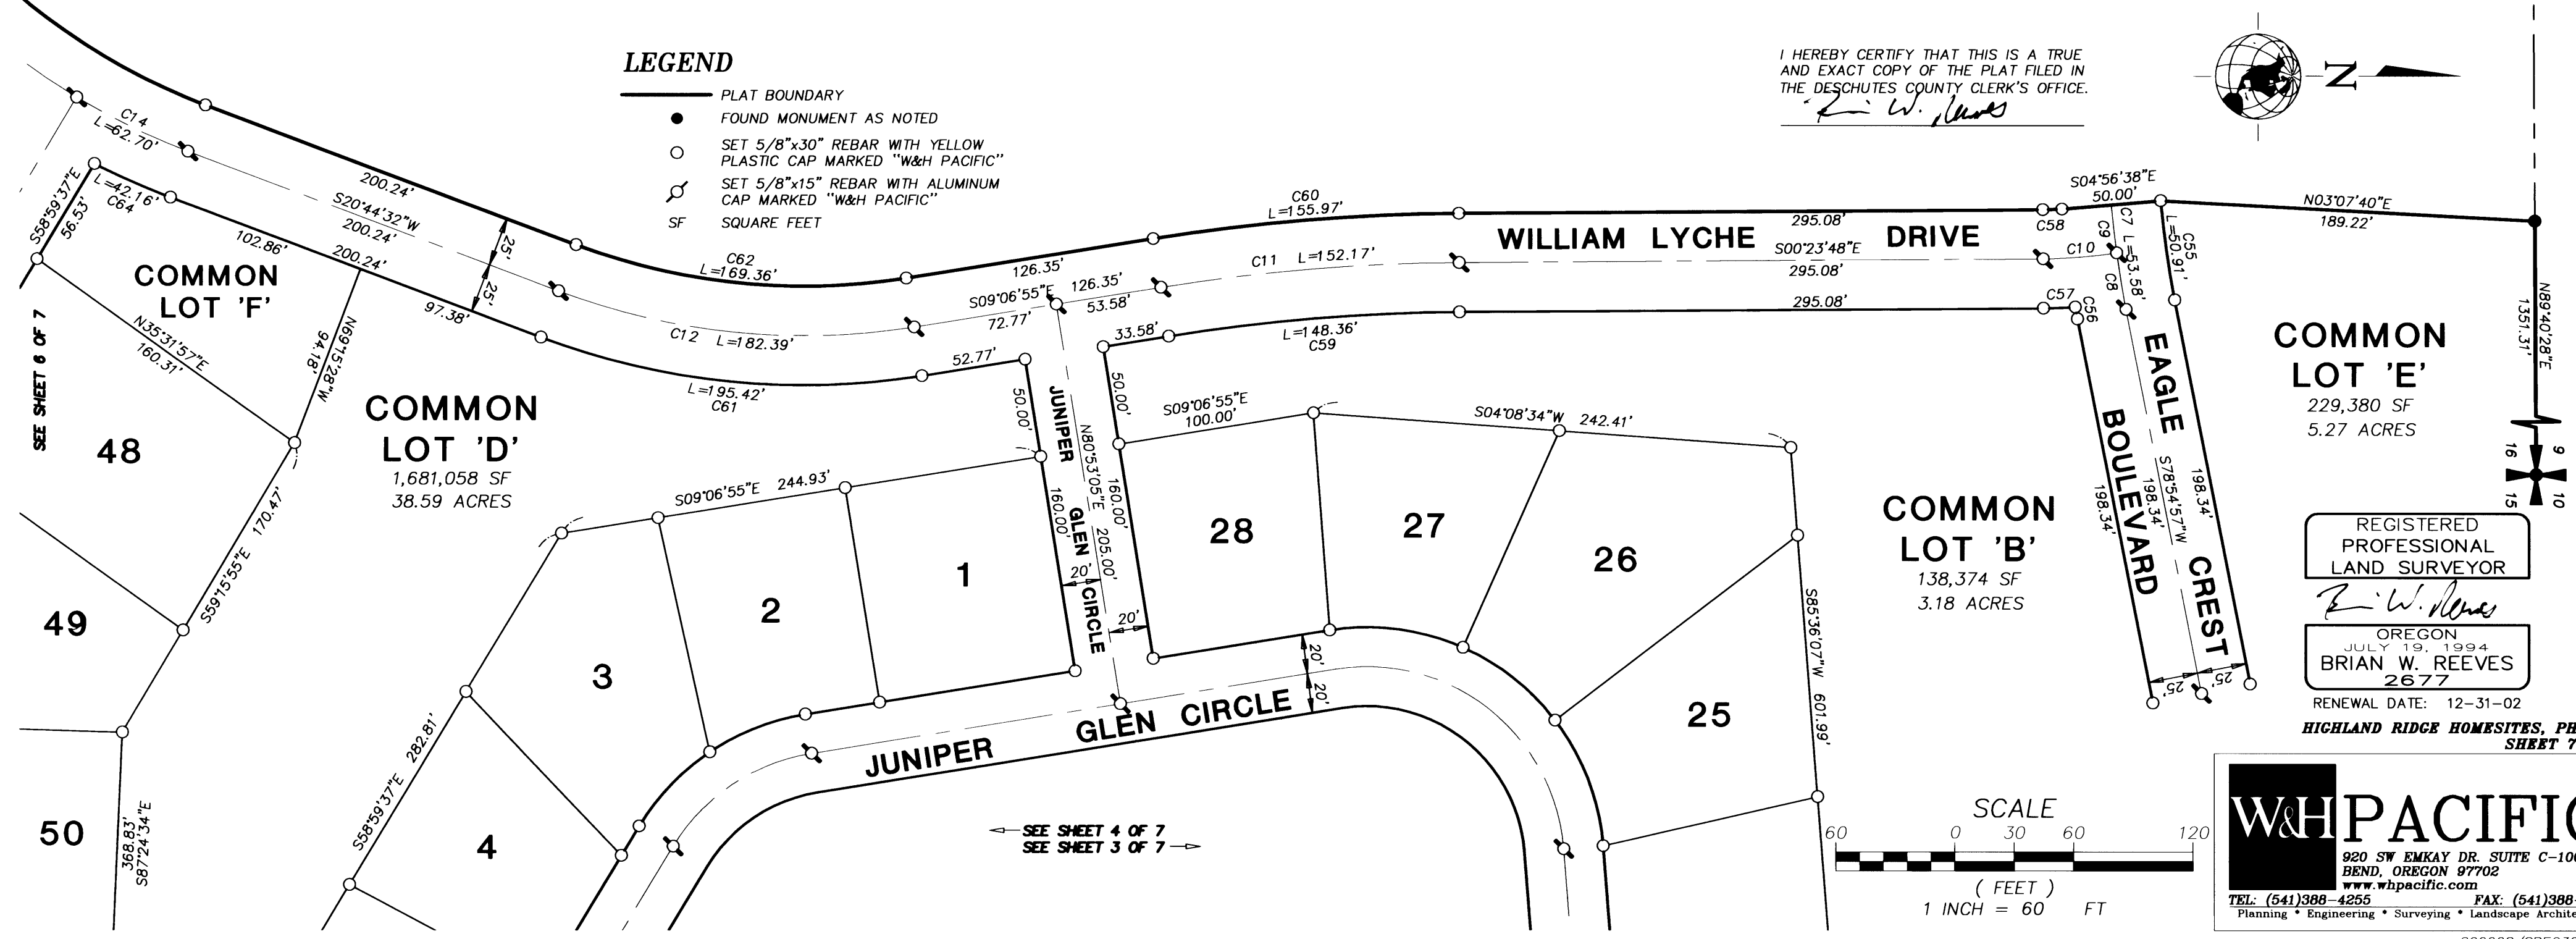 LEGEND
PLAT BOUNDARY
FOUND MONUMENT AS NOTED
SET 5/8"x30" REBAR WITH YELLOW
PLASTIC CAP MARKED "W&H PACIFIC"
SET 5/8"x15" REBAR WITH ALUMINUM
CAP MARKED "W&H PACIFIC"
SF SQUARE FEET
I HEREBY CERTIFY THAT THIS IS A TRUE
AND EXACT COPY OF THE PLAT FILED IN
THE DESCHUTES COUNTY CLERK'S OFFICE.
N
C14
L=62.70'
200.24'
S20°44'32"W
200.24'
L=42.16'
C64
S58°59'37"E
56.53'
102.86'
200.24'
97.38'
25'
25'
COMMON
LOT 'F'
N35°31'57"E
160.31'
N69°15'28"W
94.18'
SEE SHEET 6 OF 7
C62
L=169.36'
C12 L=182.39'
L=195.42'
C61
126.35'
S09°06'55"E
126.35'
72.77'
53.58'
52.77'
33.58'
C60
L=155.97'
C11 L=152.17'
L=148.36'
C59
295.08'
WILLIAM LYCHE DRIVE
S00°23'48"E
295.08'
295.08'
C58
C57
C56
C10
S04°56'38"E
50.00'
C7 L=53.58'
C9
C8
C55
L=50.91'
N03°07'40"E
189.22'
N89°40'28"E
1351.31'
9
10
16
15
COMMON
LOT 'E'
229,380 SF
5.27 ACRES
EAGLE CREST
BOULEVARD
198.34'
S78°54'57"W
198.34'
198.34'
25'
25'
COMMON
LOT 'D'
1,681,058 SF
38.59 ACRES
48
49
50
S59°15'55"E 170.47'
368.83'
S87°24'34"E
S58°59'37"E 282.81'
S09°06'55"E 244.93'
1
2
3
4
50.00'
160.00'
JUNIPER GLEN CIRCLE
N80°53'05"E 205.00'
50.00'
160.00'
20'
20'
S09°06'55"E
100.00'
S04°08'34"W 242.41'
28
27
26
25
20'
20'
JUNIPER GLEN CIRCLE
S85°36'07"W 601.99'
COMMON
LOT 'B'
138,374 SF
3.18 ACRES
SEE SHEET 4 OF 7
SEE SHEET 3 OF 7
SCALE
60 0 30 60 120
( FEET )
1 INCH = 60 FT
REGISTERED
PROFESSIONAL
LAND SURVEYOR
OREGON
JULY 19, 1994
BRIAN W. REEVES
2677
RENEWAL DATE: 12-31-02
HIGHLAND RIDGE HOMESITES, PH
SHEET 7
W&H PACIFIC
920 SW EMKAY DR. SUITE C-10
BEND, OREGON 97702
www.whpacific.com
TEL: (541)388-4255 FAX: (541)388-
Planning * Engineering * Surveying * Landscape Archite